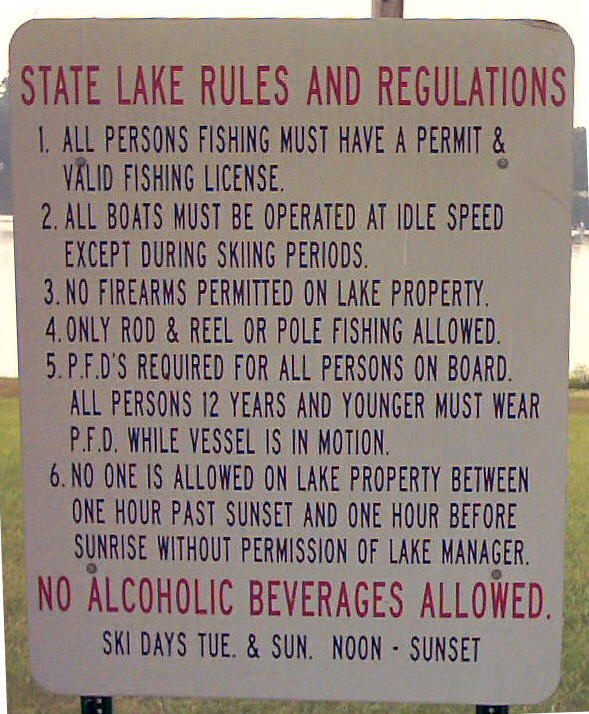 STATE LAKE RULES AND REGULATIONS
1. ALL PERSONS FISHING MUST HAVE A PERMIT &
VALID FISHING LICENSE.
2. ALL BOATS MUST BE OPERATED AT IDLE SPEED
EXCEPT DURING SKIING PERIODS.
3. NO FIREARMS PERMITTED ON LAKE PROPERTY.
4. ONLY ROD & REEL OR POLE FISHING ALLOWED.
5. P.F.D'S REQUIRED FOR ALL PERSONS ON BOARD.
ALL PERSONS 12 YEARS AND YOUNGER MUST WEAR
P.F.D. WHILE VESSEL IS IN MOTION.
6. NO ONE IS ALLOWED ON LAKE PROPERTY BETWEEN
ONE HOUR PAST SUNSET AND ONE HOUR BEFORE
SUNRISE WITHOUT PERMISSION OF LAKE MANAGER.
NO ALCOHOLIC BEVERAGES ALLOWED.
SKI DAYS TUE. & SUN. NOON - SUNSET